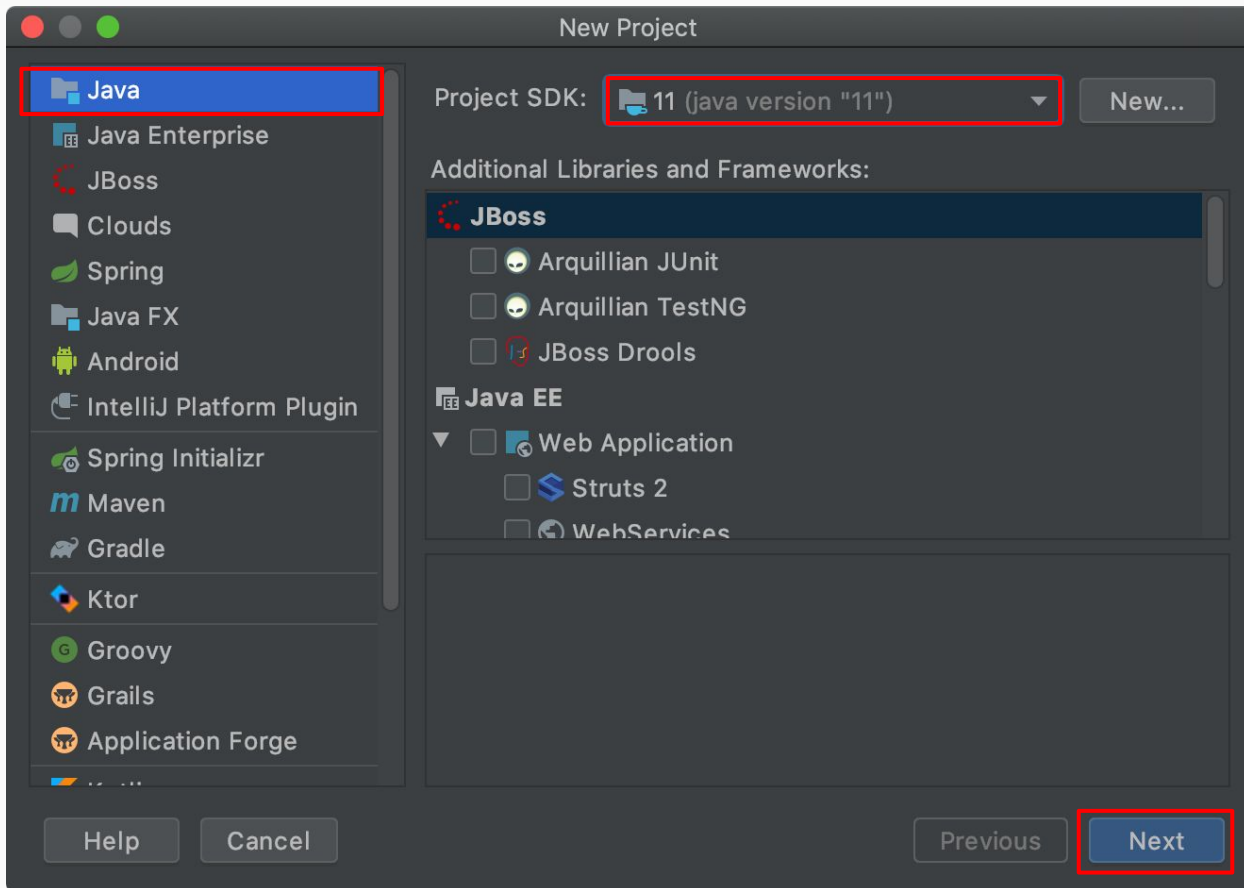 New Project
Java
Java Enterprise
JBoss
Clouds
Spring
Java FX
Android
IntelliJ Platform Plugin
Spring Initializr
Maven
Gradle
Ktor
Groovy
Grails
Application Forge
Project SDK: 11 (java version "11") New...
Additional Libraries and Frameworks:
JBoss
Arquillian JUnit
Arquillian TestNG
JBoss Drools
Java EE
Web Application
Struts 2
WebServices
Help Cancel Previous Next